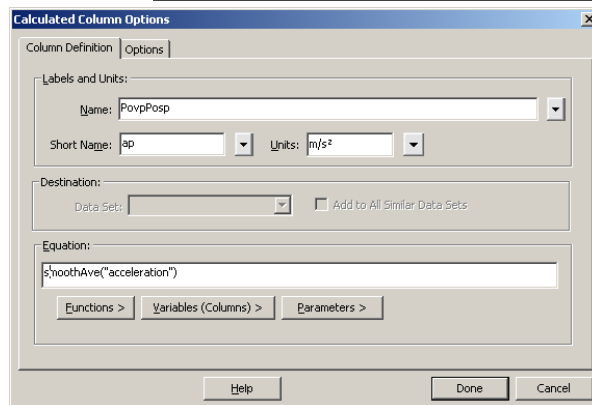 Calculated Column Options
Column Definition Options
Labels and Units:
Name: PovpPosp
Short Name: ap Units: m/s²
Destination:
Data Set: Add to All Similar Data Sets
Equation:
smoothAve("acceleration")
Functions > Variables (Columns) > Parameters >
Help Done Cancel